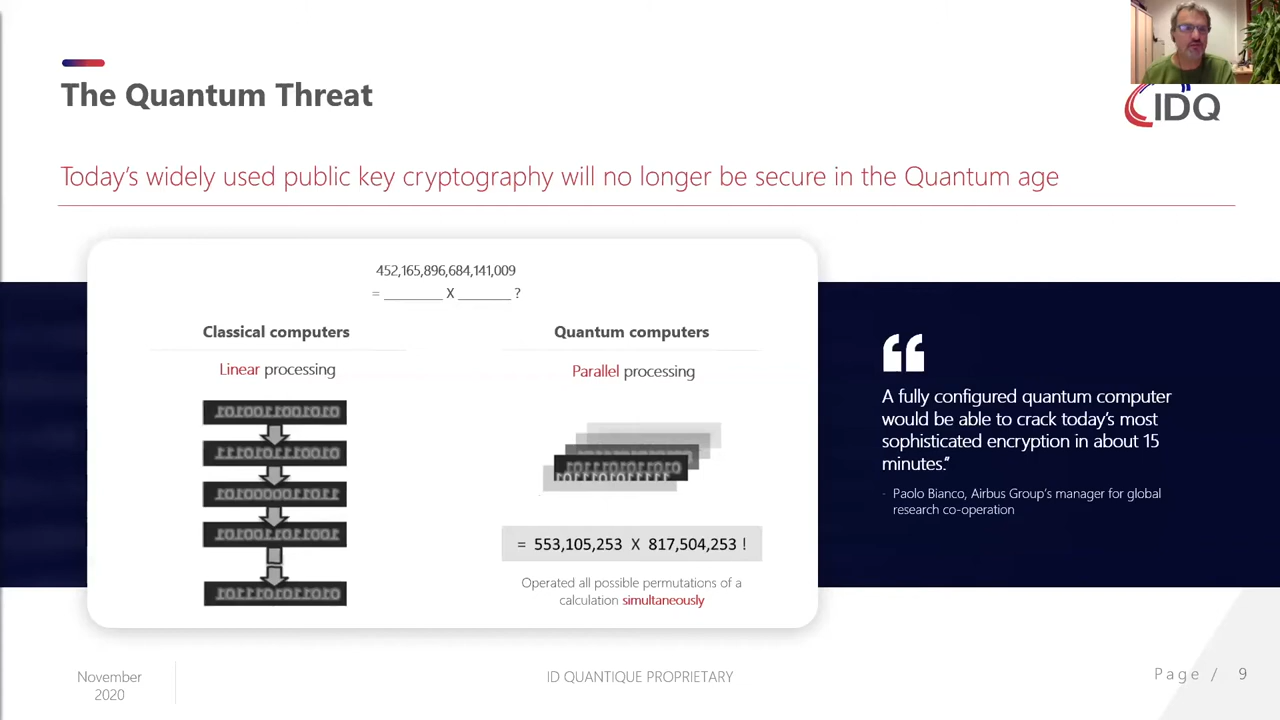 The Quantum Threat
IDQ
Today's widely used public key cryptography will no longer be secure in the Quantum age
452,165,896,684,141,009
= _______ X _______ ?
Classical computers
Linear processing
Quantum computers
Parallel processing
= 553,105,253 X 817,504,253 !
Operated all possible permutations of a
calculation simultaneously
“
A fully configured quantum computer
would be able to crack today's most
sophisticated encryption in about 15
minutes.”
- Paolo Bianco, Airbus Group's manager for global
research co-operation
November
2020
ID QUANTIQUE PROPRIETARY
Page / 9